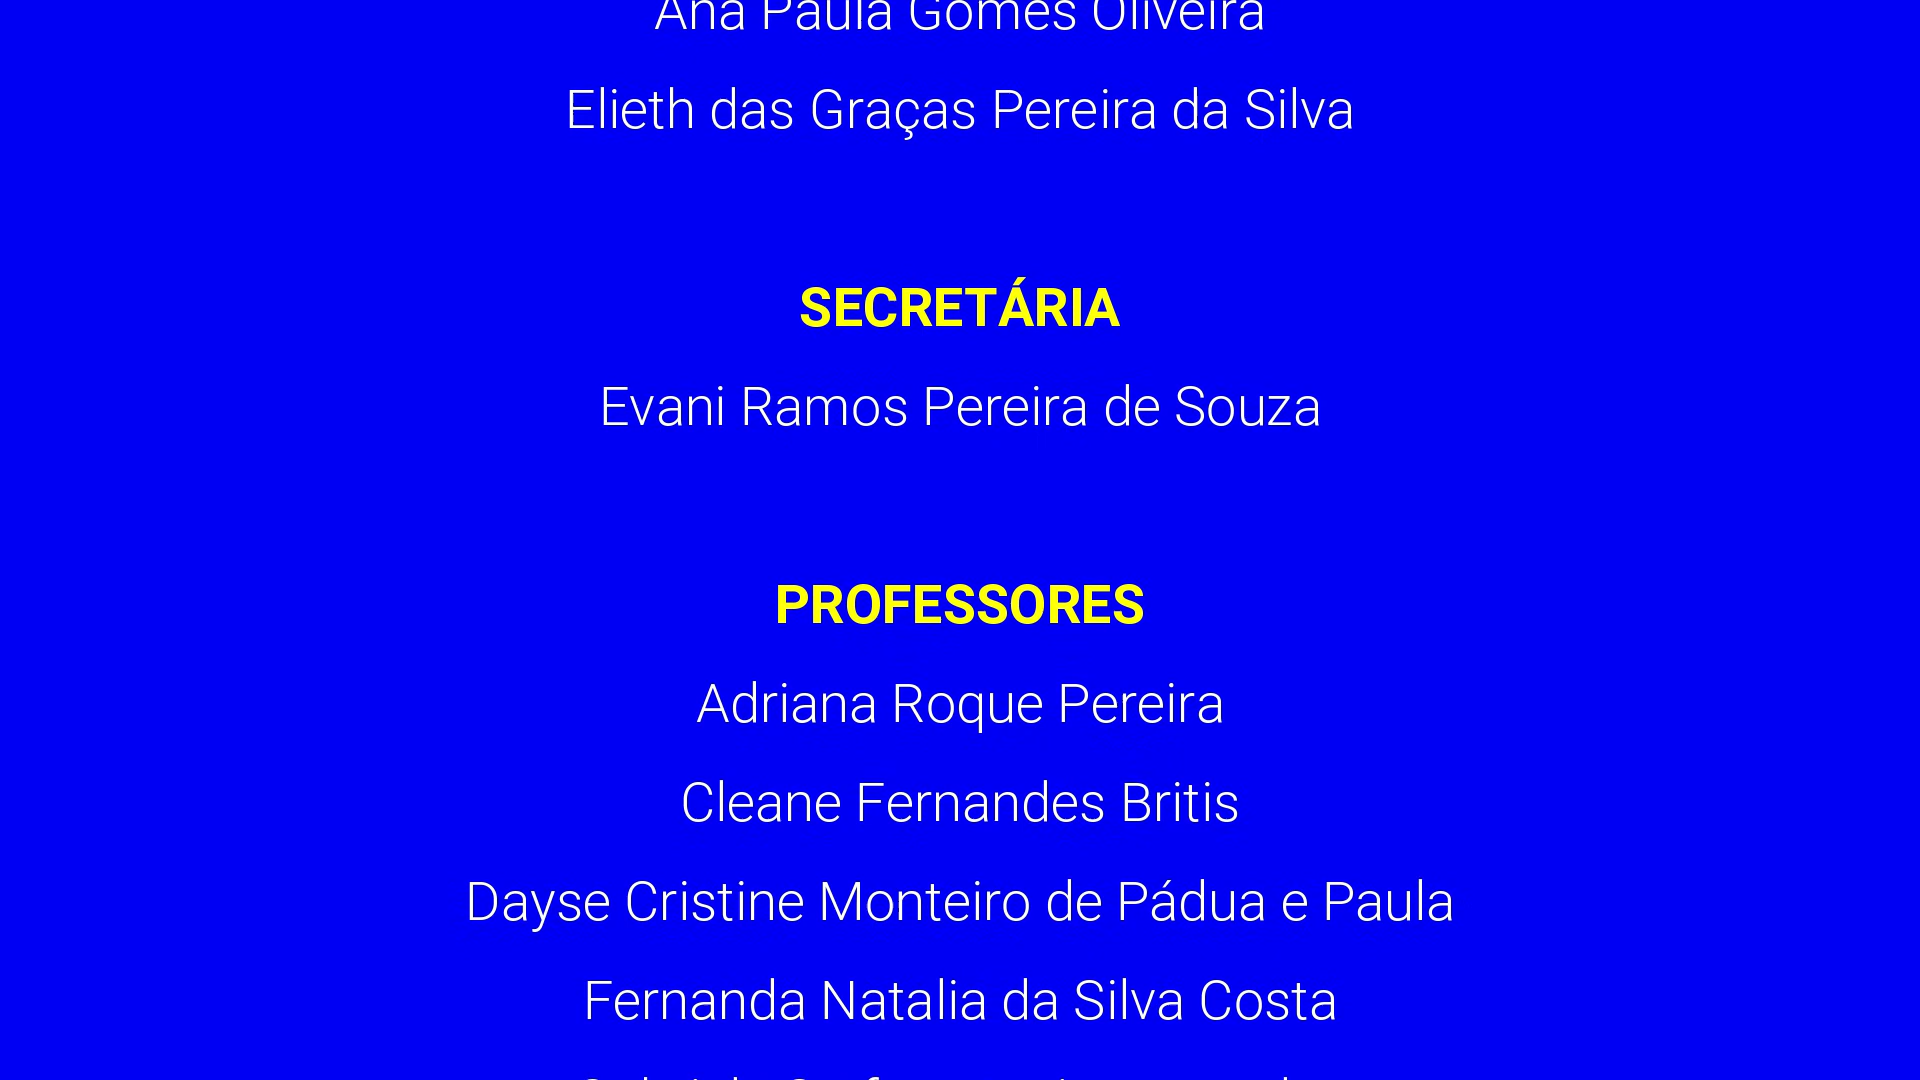 Ana Paula Gomes Oliveira
Elieth das Graças Pereira da Silva
SECRETÁRIA
Evani Ramos Pereira de Souza
PROFESSORES
Adriana Roque Pereira
Cleane Fernandes Britis
Dayse Cristine Monteiro de Pádua e Paula
Fernanda Natalia da Silva Costa